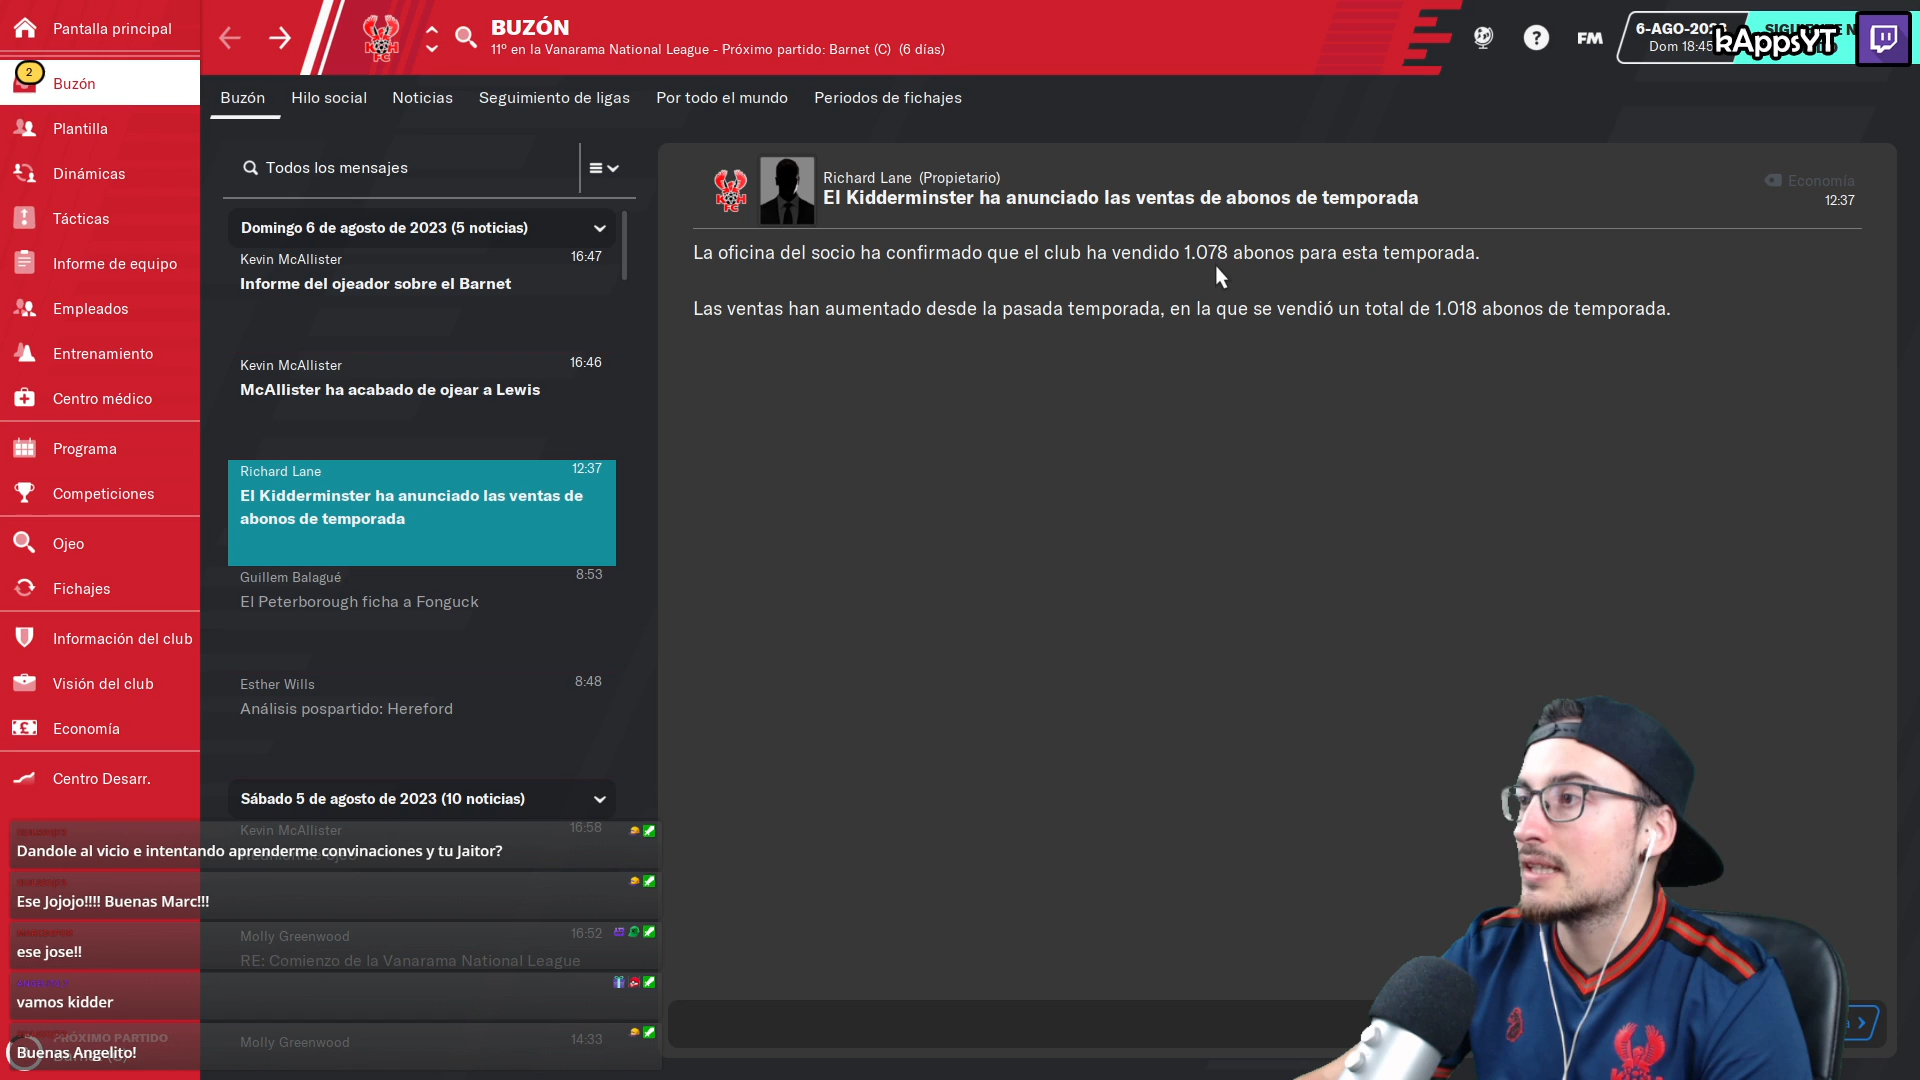 Pantalla principal
2
Buzón
Plantilla
Dinámicas
Tácticas
Informe de equipo
Empleados
Entrenamiento
Centro médico
Programa
Competiciones
Ojeo
Fichajes
Información del club
Visión del club
Economía
Centro Desarr.
BUZÓN
11º en la Vanarama National League - Próximo partido: Barnet (C) (6 días)
FM
6-AGO-2023
Dom 18:45
SIGUIENTE
kAppsYT
Buzón
Hilo social
Noticias
Seguimiento de ligas
Por todo el mundo
Periodos de fichajes
Todos los mensajes
Domingo 6 de agosto de 2023 (5 noticias)
Kevin McAllister
16:47
Informe del ojeador sobre el Barnet
Kevin McAllister
16:46
McAllister ha acabado de ojear a Lewis
Richard Lane
12:37
El Kidderminster ha anunciado las ventas de
abonos de temporada
Guillem Balagué
8:53
El Peterborough ficha a Fonguck
Esther Wills
8:48
Análisis pospartido: Hereford
Sábado 5 de agosto de 2023 (10 noticias)
Kevin McAllister
16:58
Dandole al vicio e intentando aprenderme convinaciones y tu Jaitor?
Ese Jojojo!!!! Buenas Marc!!!
Molly Greenwood
16:52
ese jose!!
RE: Comienzo de la Vanarama National League
vamos kidder
PRÓXIMO PARTIDO
Molly Greenwood
14:33
Buenas Angelito!
Richard Lane (Propietario)
El Kidderminster ha anunciado las ventas de abonos de temporada
Economía
12:37
La oficina del socio ha confirmado que el club ha vendido 1.078 abonos para esta temporada.
Las ventas han aumentado desde la pasada temporada, en la que se vendió un total de 1.018 abonos de temporada.